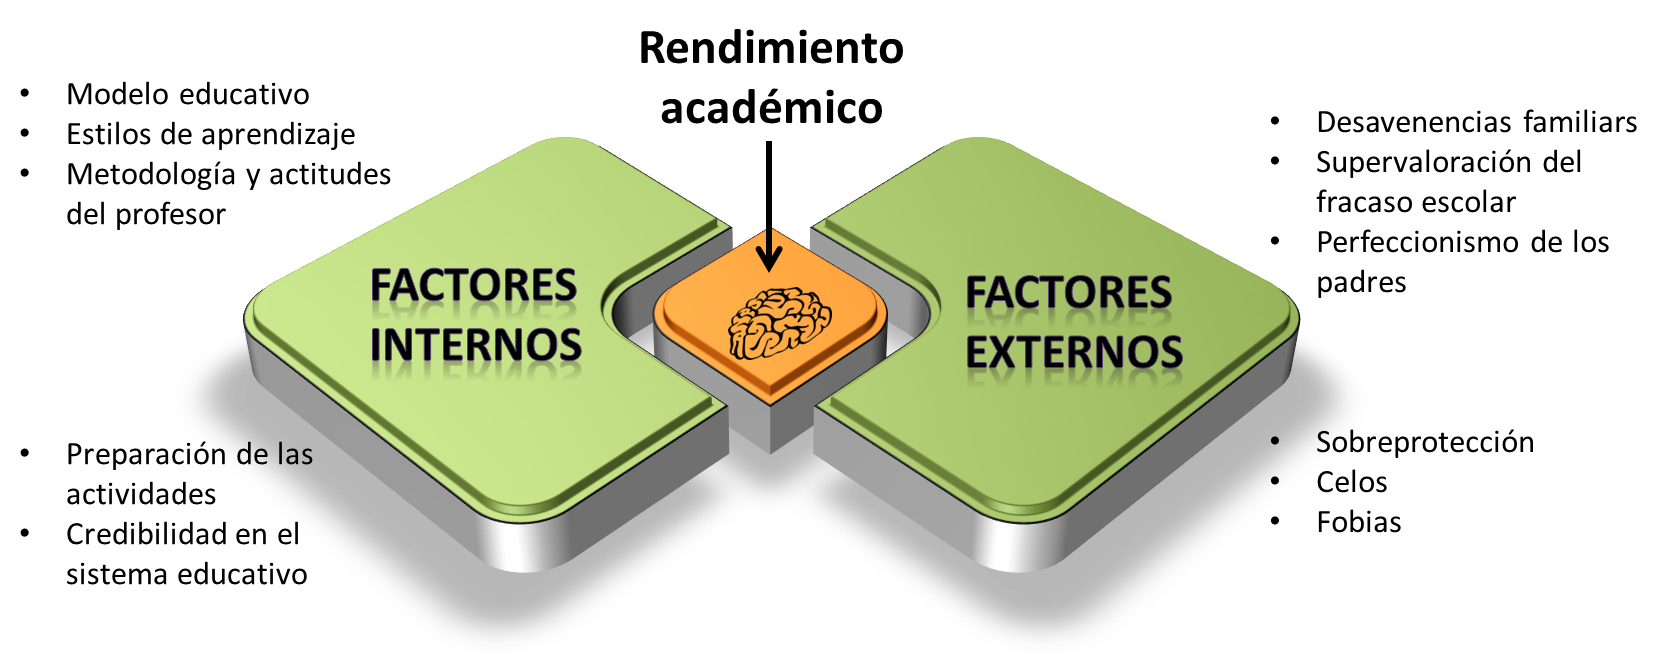 Rendimiento
académico
• Modelo educativo
• Estilos de aprendizaje
• Metodología y actitudes
del profesor
FACTORES
INTERNOS
• Preparación de las
actividades
• Credibilidad en el
sistema educativo
• Desavenencias familiars
• Supervaloración del
fracaso escolar
• Perfeccionismo de los
padres
FACTORES
EXTERNOS
• Sobreprotección
• Celos
• Fobias